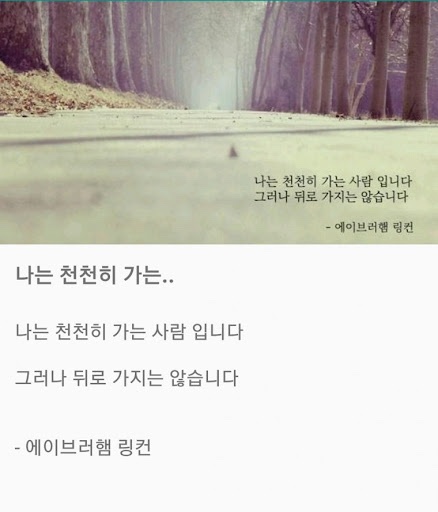 나는 천천히 가는 사람 입니다
그러나 뒤로 가지는 않습니다
- 에이브러햄 링컨
나는 천천히 가는..
나는 천천히 가는 사람 입니다
그러나 뒤로 가지는 않습니다
- 에이브러햄 링컨